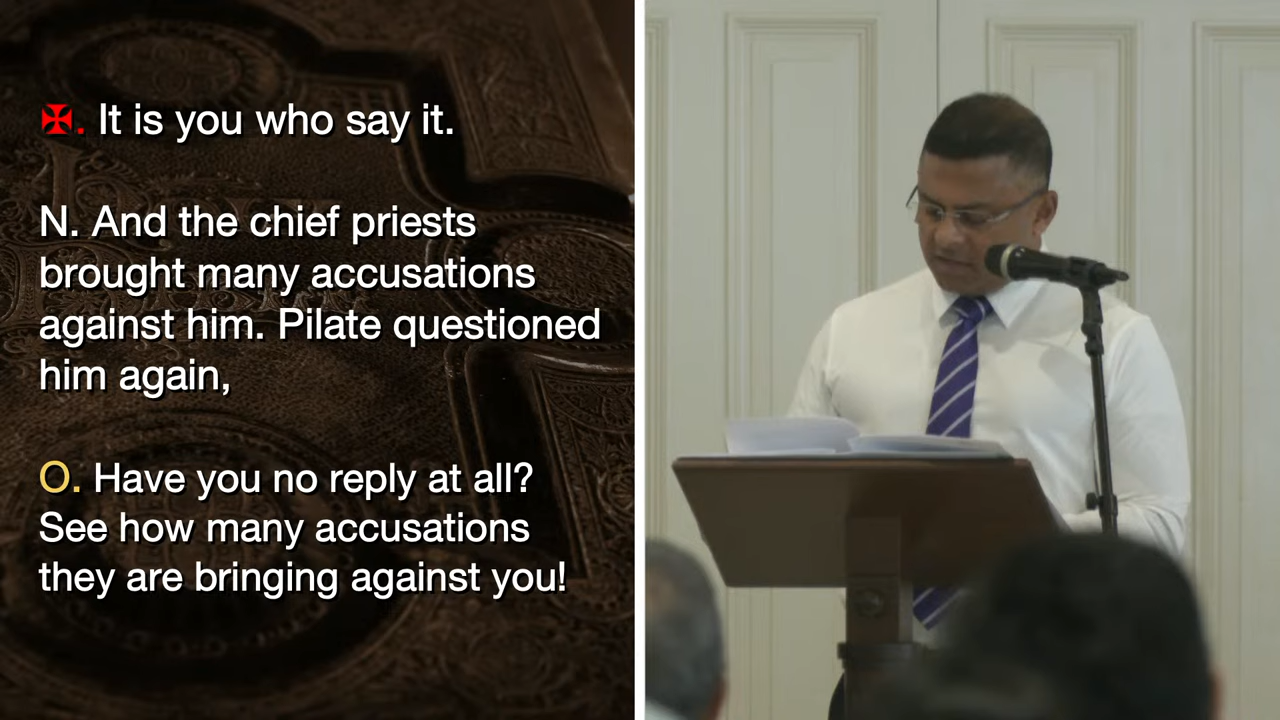 ✠. It is you who say it.
N. And the chief priests
brought many accusations
against him. Pilate questioned
him again,
O. Have you no reply at all?
See how many accusations
they are bringing against you!